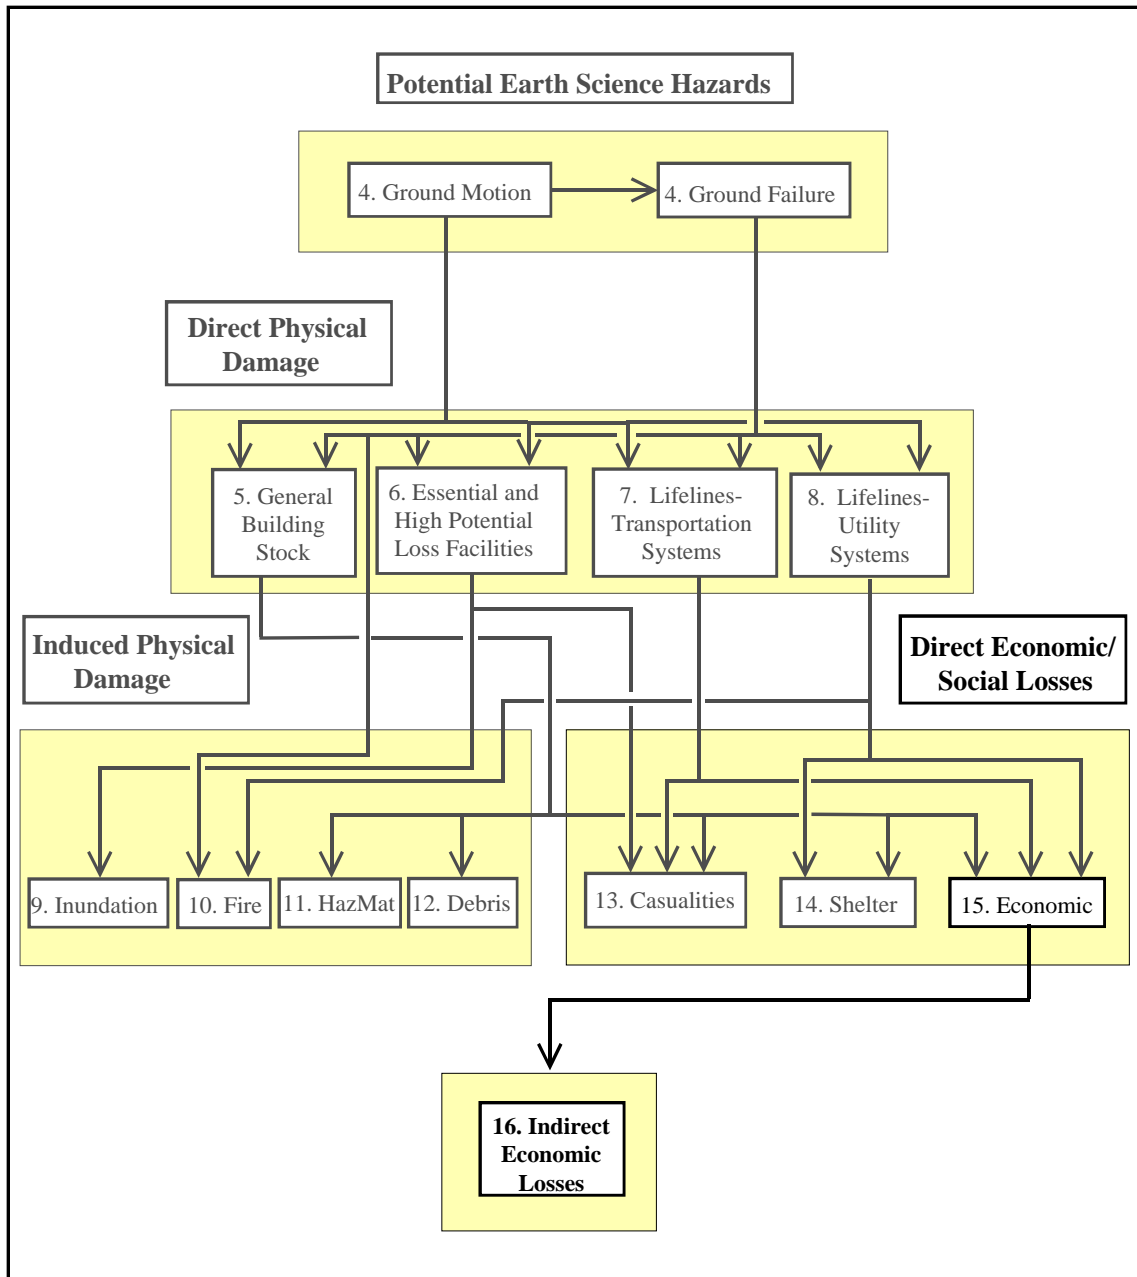 Potential Earth Science Hazards
4. Ground Motion
4. Ground Failure
Direct Physical
Damage
5. General
Building
Stock
6. Essential and
High Potential
Loss Facilities
7. Lifelines-
Transportation
Systems
8. Lifelines-
Utility
Systems
Induced Physical
Damage
Direct Economic/
Social Losses
9. Inundation
10. Fire
11. HazMat
12. Debris
13. Casualities
14. Shelter
15. Economic
16. Indirect
Economic
Losses